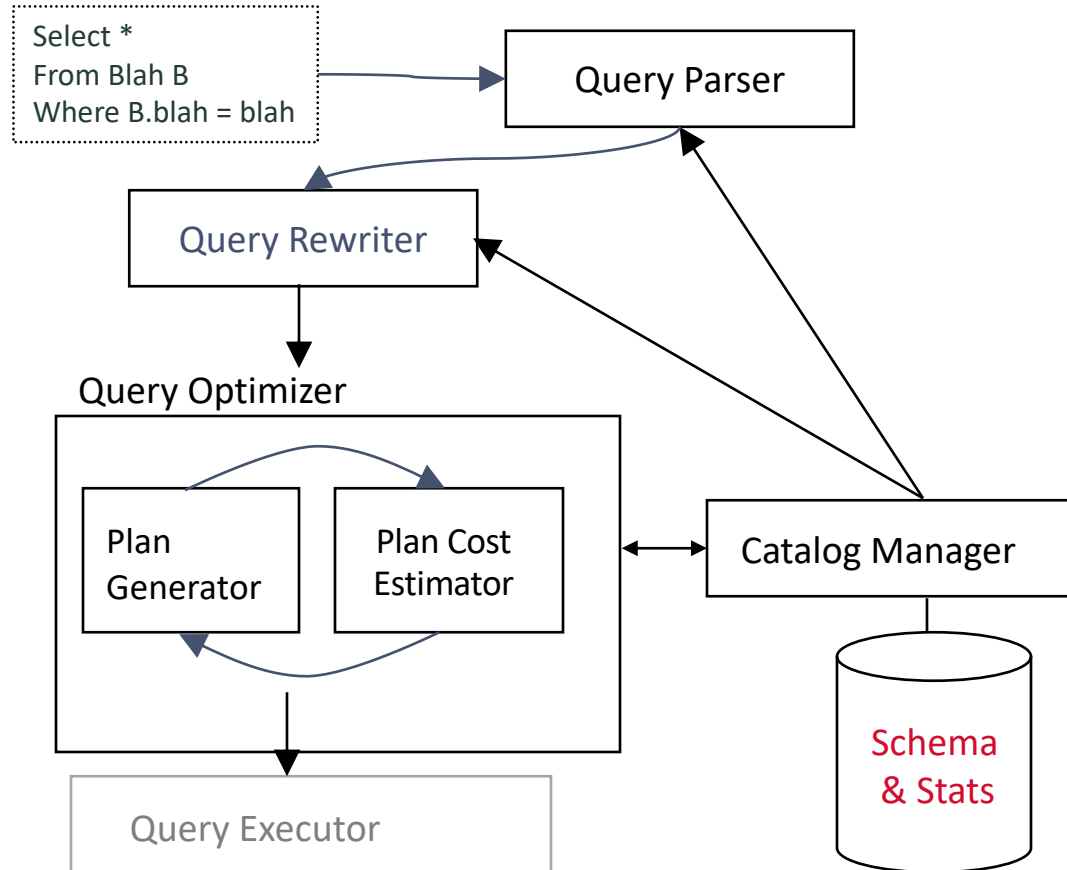 Select *
From Blah B
Where B.blah = blah
Query Parser
Query Rewriter
Query Optimizer
Plan
Generator
Plan Cost
Estimator
Catalog Manager
Schema
& Stats
Query Executor